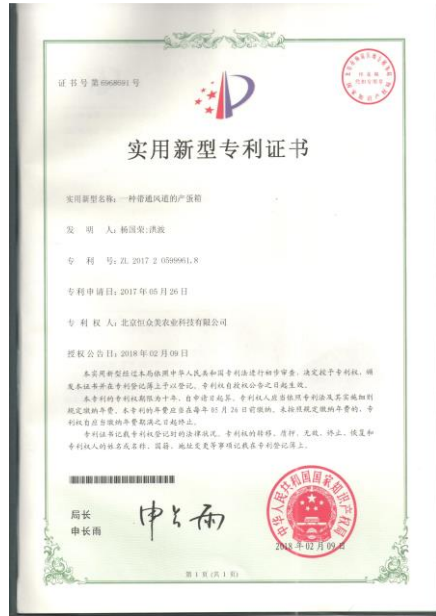 证书号第6968691号
实用新型专利证书
实用新型名称：一种带通风道的产蛋箱
发 明 人：杨国荣;洪波
专 利 号：ZL 2017 2 0599961.8
专利申请日：2017年05月26日
专 利 权 人：北京恒众美农业科技有限公司
授权公告日：2018年02月09日
本实用新型经过本局依照中华人民共和国专利法进行初步审查，决定授予专利权，颁
发本证书并在专利登记簿上予以登记。专利权自授权公告之日起生效。
本专利的专利权期限为十年，自申请日起算。专利权人应当依照专利法及其实施细则
规定缴纳年费。本专利的年费应当在每年05月26日前缴纳。未按照规定缴纳年费的，专
利权自应当缴纳年费期满之日起终止。
专利证书记载专利权登记时的法律状况。专利权的转移、质押、无效、终止、恢复和
专利权人的姓名或名称、国籍、地址变更等事项记载在专利登记簿上。
局长
申长雨
申长雨
中华人民共和国国家知识产权局
2018年02月09日
第 1 页 (共 1 页)